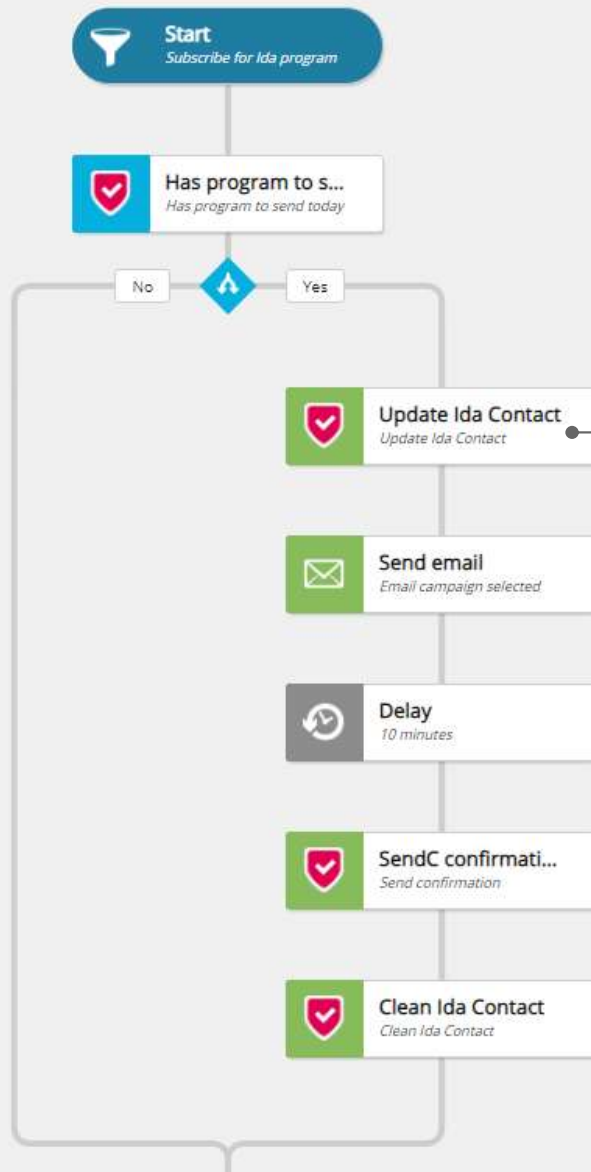 Start
Subscribe for Ida program
Has program to s...
Has program to send today
No
Yes
Update Ida Contact
Update Ida Contact
Send email
Email campaign selected
Delay
10 minutes
SendC confirmati...
Send confirmation
Clean Ida Contact
Clean Ida Contact